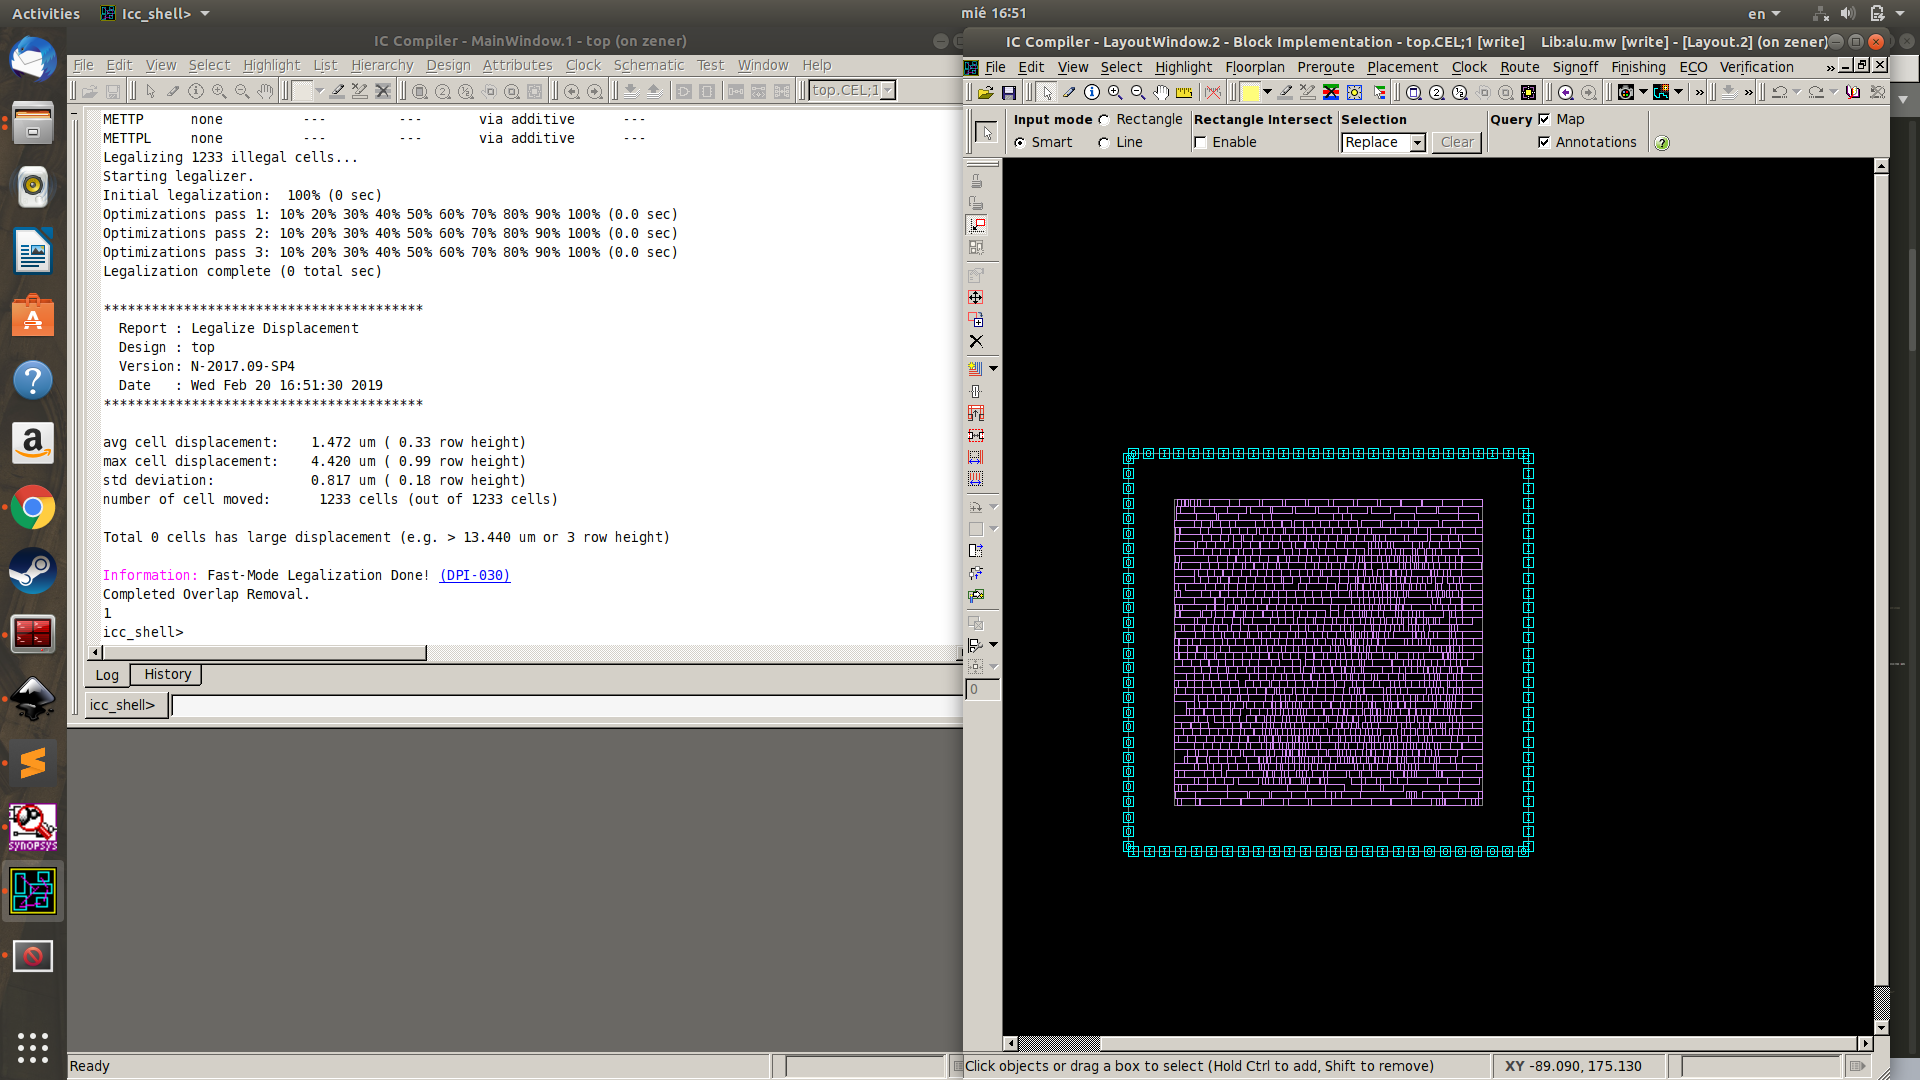 Activities Icc_shell> mié 16:51 en
IC Compiler - MainWindow.1 - top (on zener)
File Edit View Select Highlight List Hierarchy Design Attributes Clock Schematic Test Window Help
top.CEL;1
METTP none --- --- via additive ---
METTPL none --- --- via additive ---
Legalizing 1233 illegal cells...
Starting legalizer.
Initial legalization: 100% (0 sec)
Optimizations pass 1: 10% 20% 30% 40% 50% 60% 70% 80% 90% 100% (0.0 sec)
Optimizations pass 2: 10% 20% 30% 40% 50% 60% 70% 80% 90% 100% (0.0 sec)
Optimizations pass 3: 10% 20% 30% 40% 50% 60% 70% 80% 90% 100% (0.0 sec)
Legalization complete (0 total sec)
****************************************
Report : Legalize Displacement
Design : top
Version: N-2017.09-SP4
Date : Wed Feb 20 16:51:30 2019
****************************************
avg cell displacement: 1.472 um ( 0.33 row height)
max cell displacement: 4.420 um ( 0.99 row height)
std deviation: 0.817 um ( 0.18 row height)
number of cell moved: 1233 cells (out of 1233 cells)
Total 0 cells has large displacement (e.g. > 13.440 um or 3 row height)
Information: Fast-Mode Legalization Done! (DPI-030)
Completed Overlap Removal.
1
icc_shell>
Log History
icc_shell>
Ready
SYNOPSYS
IC Compiler - LayoutWindow.2 - Block Implementation - top.CEL;1 [write] Lib:alu.mw [write] - [Layout.2] (on zener)
File Edit View Select Highlight Floorplan Preroute Placement Clock Route Signoff Finishing ECO Verification »
Input mode Rectangle Rectangle Intersect Selection Query Map
Smart Line Enable Replace Clear Annotations
0
Click objects or drag a box to select (Hold Ctrl to add, Shift to remove) XY -89.090, 175.130